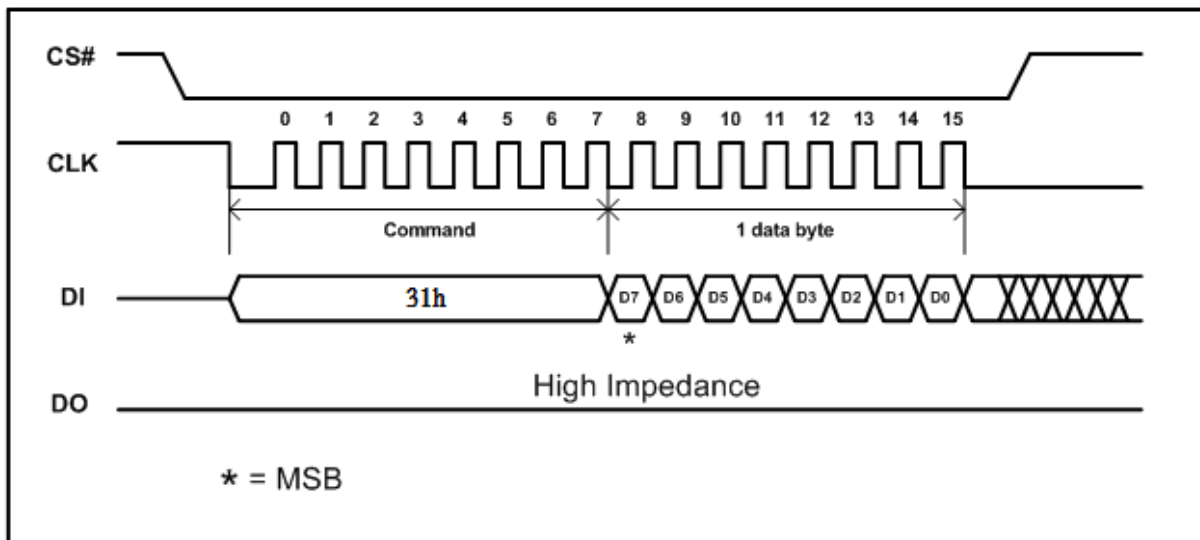 CS#
0 1 2 3 4 5 6 7 8 9 10 11 12 13 14 15
CLK
Command 1 data byte
DI 31h D7 D6 D5 D4 D3 D2 D1 D0
*
High Impedance
DO
* = MSB